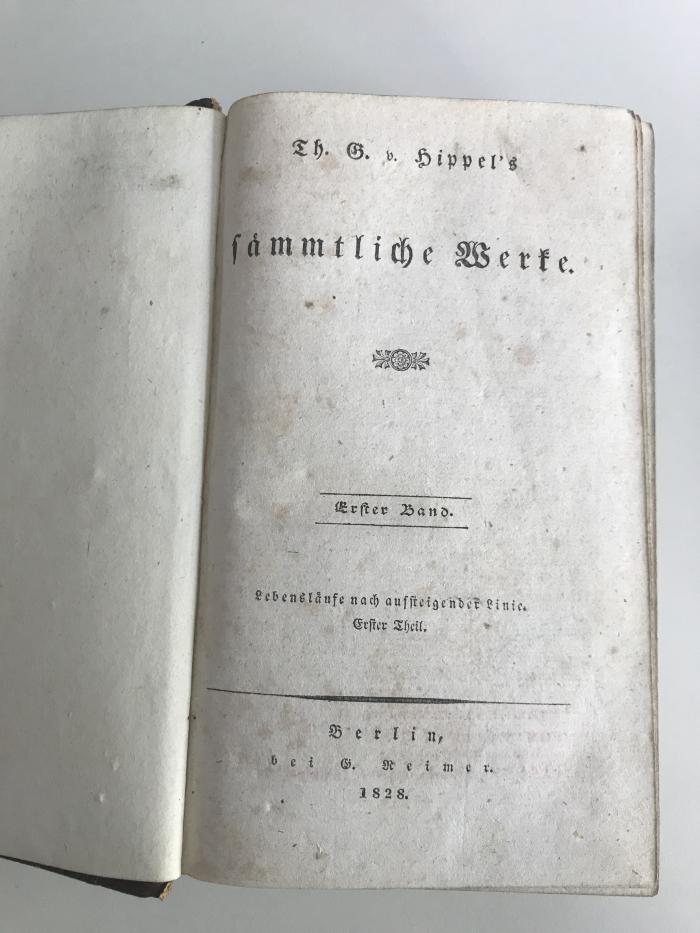 Th. G. v. Hippel's
sämmtliche Werke.
Erster Band.
Lebensläufe nach aufsteigender Linie.
Erster Theil.
Berlin,
bei G. Reimer.
1828.